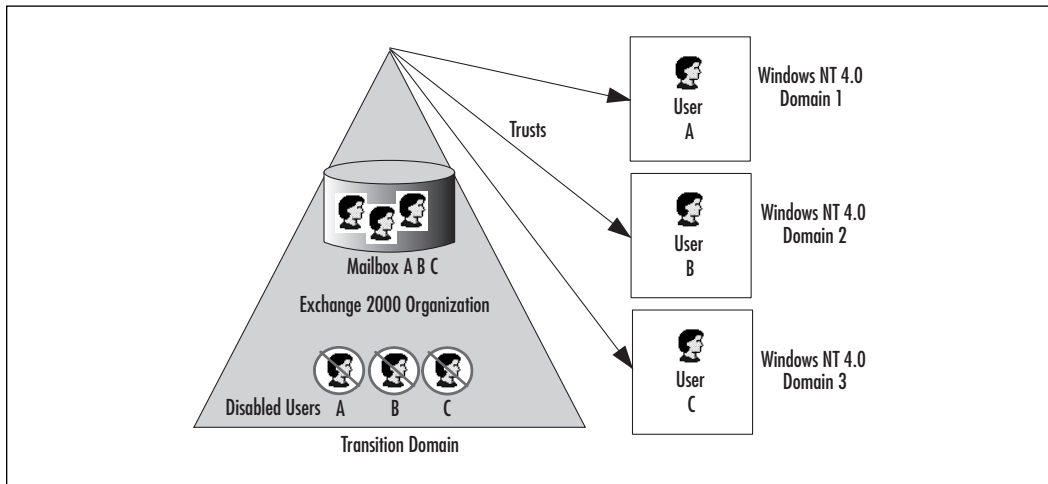 Trusts
Mailbox A B C
Exchange 2000 Organization
Disabled Users A B C
Transition Domain
User
A
Windows NT 4.0
Domain 1
User
B
Windows NT 4.0
Domain 2
User
C
Windows NT 4.0
Domain 3